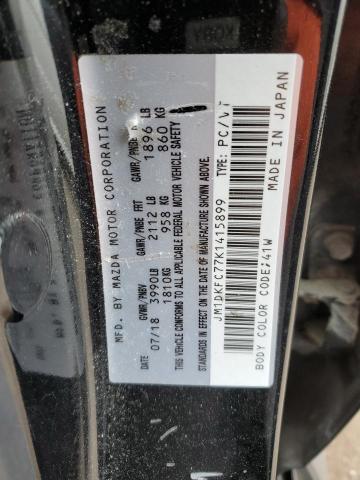 MFD. BY MAZDA MOTOR CORPORATION
GVWR/PNBV GAWR/PNBE FRT GAWR/PNBE
DATE 07/18 3990LB 2112 LB 1896 LB
1810KG 958 KG 860 KG
THIS VEHICLE CONFORMS TO ALL APPLICABLE FEDERAL MOTOR VEHICLE SAFETY
STANDARDS IN EFFECT ON THE DATE OF MANUFACTURE SHOWN ABOVE.
JM1DKFC77K1415899 TYPE: PC/VT
BODY COLOR CODE:41W MADE IN JAPAN